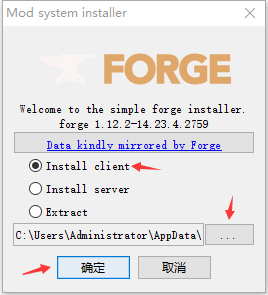 Mod system installer
FORGE
Welcome to the simple forge installer.
forge 1.12.2-14.23.4.2759
Data kindly mirrored by Forge
Install client
Install server
Extract
C:\Users\Administrator\AppData\ ...
确定 取消